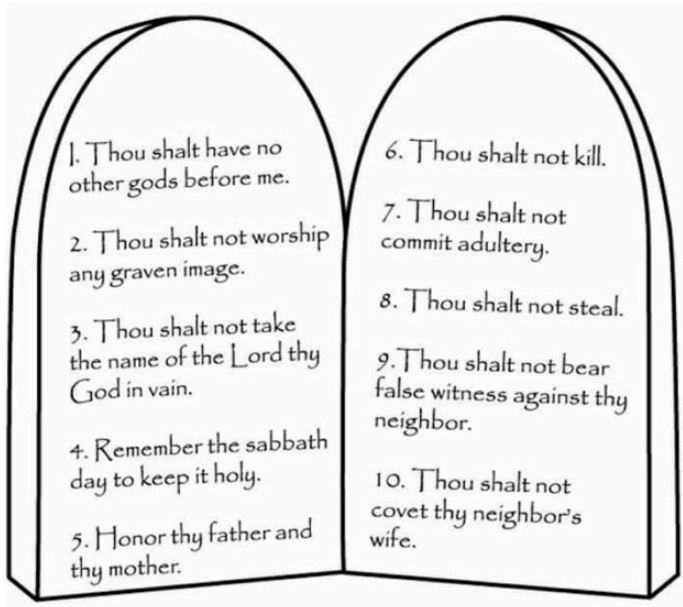 1. Thou shalt have no
other gods before me.
2. Thou shalt not worship
any graven image.
3. Thou shalt not take
the name of the Lord thy
God in vain.
4. Remember the sabbath
day to keep it holy.
5. Honor thy father and
thy mother.
6. Thou shalt not kill.
7. Thou shalt not
commit adultery.
8. Thou shalt not steal.
9. Thou shalt not bear
false witness against thy
neighbor.
10. Thou shalt not
covet thy neighbor's
wife.